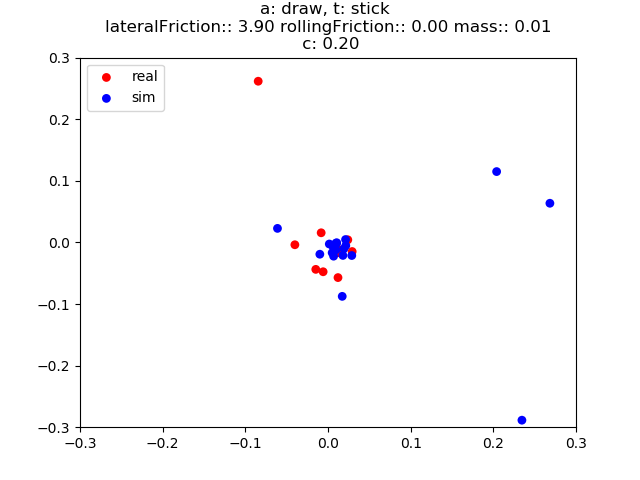 a: draw, t: stick
lateralFriction:: 3.90 rollingFriction:: 0.00 mass:: 0.01
c: 0.20
real
sim
0.3
0.2
0.1
0.0
−0.1
−0.2
−0.3
−0.3
−0.2
−0.1
0.0
0.1
0.2
0.3